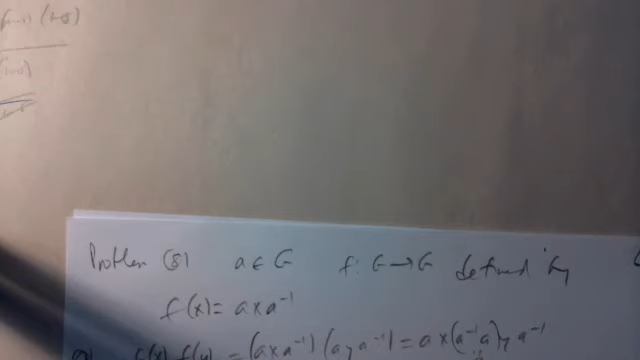 Problem (8) a ∈ G f: G→G defined by
f(x) = axa⁻¹
f(x) f(y) = (axa⁻¹)(aya⁻¹) = ax(a⁻¹a)ya⁻¹